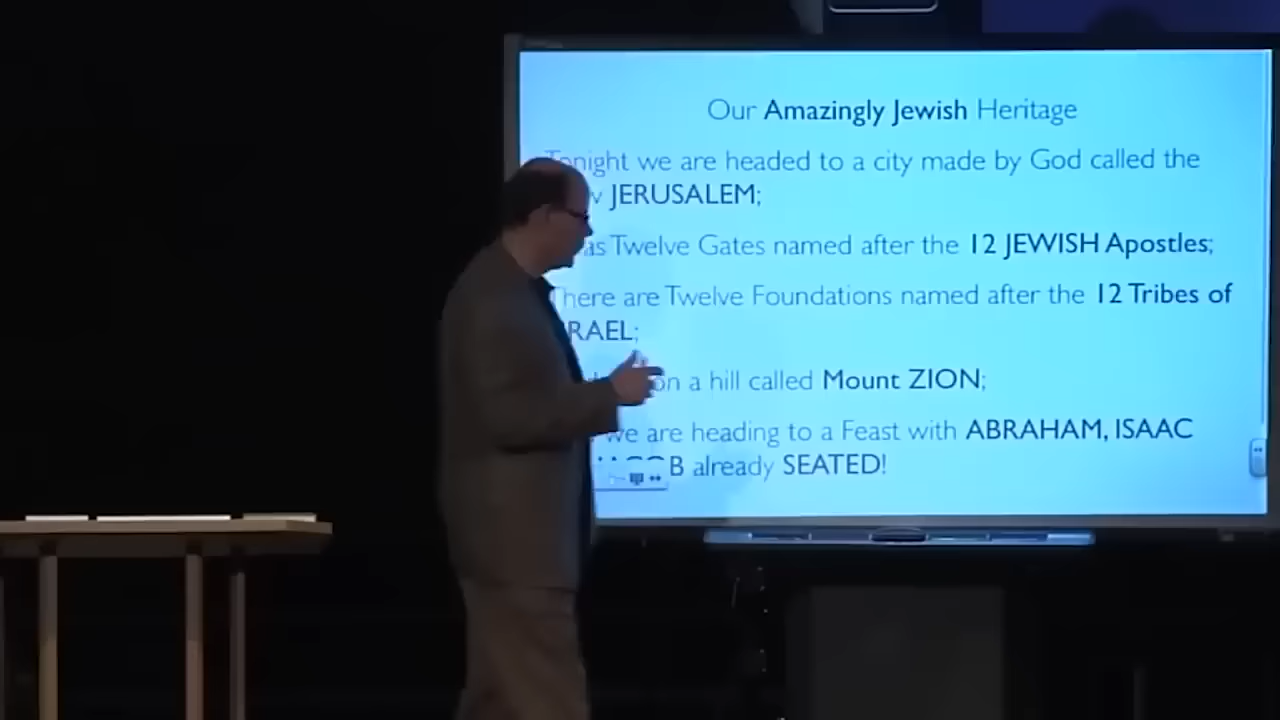 Our Amazingly Jewish Heritage
Tonight we are headed to a city made by God called the
JERUSALEM;
Twelve Gates named after the 12 JEWISH Apostles;
There are Twelve Foundations named after the 12 Tribes of
RAEL;
on a hill called Mount ZION;
we are heading to a Feast with ABRAHAM, ISAAC
already SEATED!